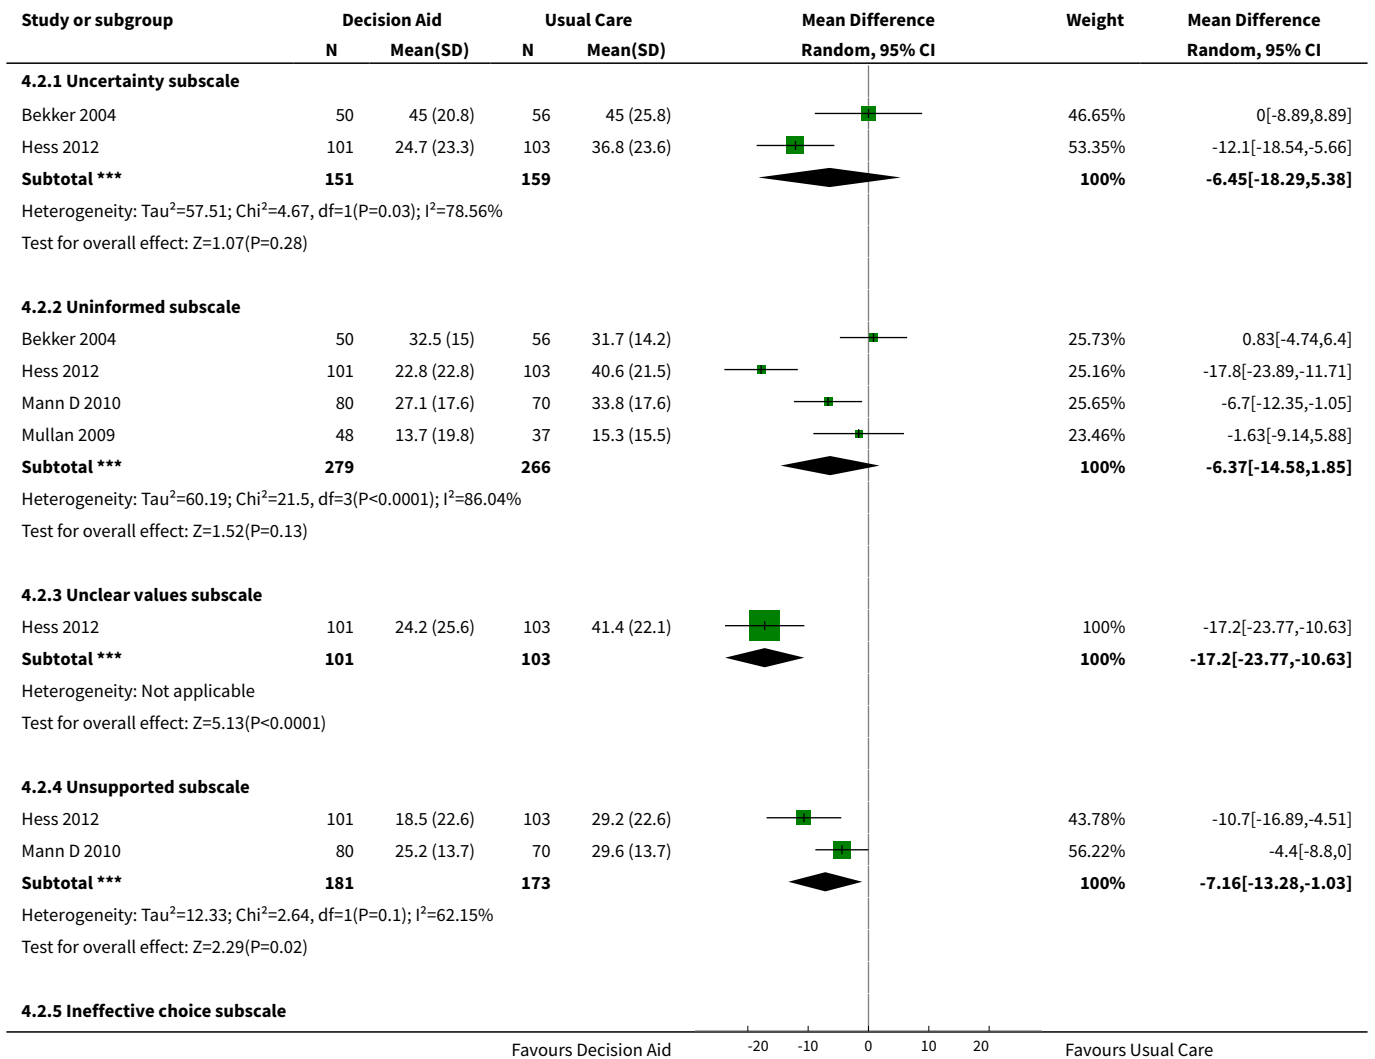 Study or subgroup Decision Aid Usual Care Mean Difference Weight Mean Difference
N Mean(SD) N Mean(SD) Random, 95% CI Random, 95% CI
4.2.1 Uncertainty subscale
Bekker 2004 50 45 (20.8) 56 45 (25.8) 46.65% 0[-8.89,8.89]
Hess 2012 101 24.7 (23.3) 103 36.8 (23.6) 53.35% -12.1[-18.54,-5.66]
Subtotal *** 151 159 100% -6.45[-18.29,5.38]
Heterogeneity: Tau²=57.51; Chi²=4.67, df=1(P=0.03); I²=78.56%
Test for overall effect: Z=1.07(P=0.28)
4.2.2 Uninformed subscale
Bekker 2004 50 32.5 (15) 56 31.7 (14.2) 25.73% 0.83[-4.74,6.4]
Hess 2012 101 22.8 (22.8) 103 40.6 (21.5) 25.16% -17.8[-23.89,-11.71]
Mann D 2010 80 27.1 (17.6) 70 33.8 (17.6) 25.65% -6.7[-12.35,-1.05]
Mullan 2009 48 13.7 (19.8) 37 15.3 (15.5) 23.46% -1.63[-9.14,5.88]
Subtotal *** 279 266 100% -6.37[-14.58,1.85]
Heterogeneity: Tau²=60.19; Chi²=21.5, df=3(P<0.0001); I²=86.04%
Test for overall effect: Z=1.52(P=0.13)
4.2.3 Unclear values subscale
Hess 2012 101 24.2 (25.6) 103 41.4 (22.1) 100% -17.2[-23.77,-10.63]
Subtotal *** 101 103 100% -17.2[-23.77,-10.63]
Heterogeneity: Not applicable
Test for overall effect: Z=5.13(P<0.0001)
4.2.4 Unsupported subscale
Hess 2012 101 18.5 (22.6) 103 29.2 (22.6) 43.78% -10.7[-16.89,-4.51]
Mann D 2010 80 25.2 (13.7) 70 29.6 (13.7) 56.22% -4.4[-8.8,0]
Subtotal *** 181 173 100% -7.16[-13.28,-1.03]
Heterogeneity: Tau²=12.33; Chi²=2.64, df=1(P=0.1); I²=62.15%
Test for overall effect: Z=2.29(P=0.02)
4.2.5 Ineffective choice subscale
Favours Decision Aid -20 -10 0 10 20 Favours Usual Care